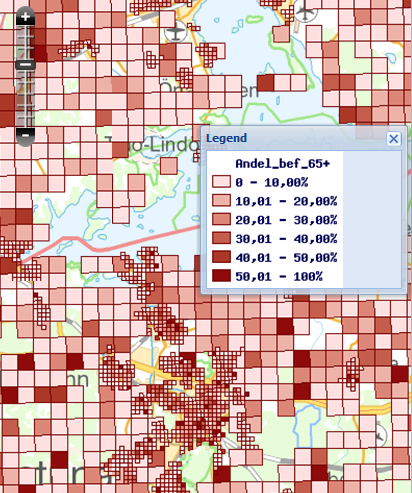 Legend
Andel_bef_65+
0 - 10,00%
10,01 - 20,00%
20,01 - 30,00%
30,01 - 40,00%
40,01 - 50,00%
50,01 - 100%